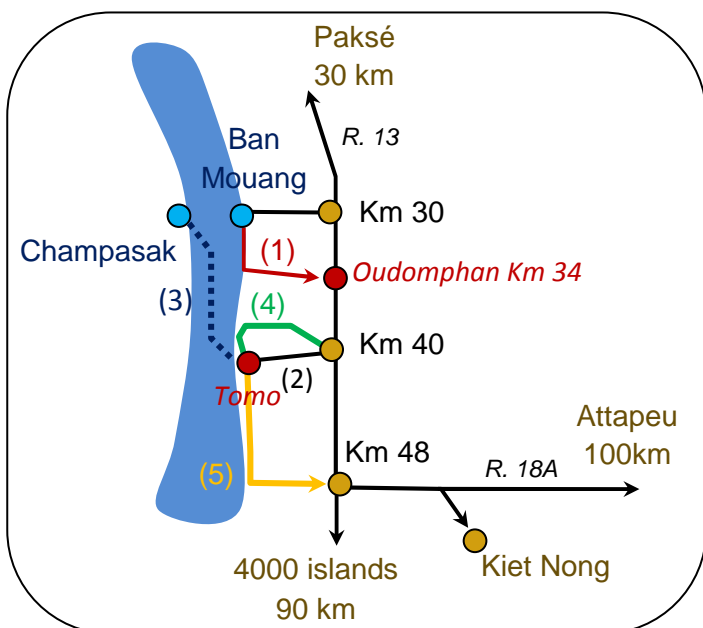 Paksé
30 km
R. 13
Ban
Mouang
Km 30
Champasak
(1)
Oudomphan Km 34
(3)
(4)
Km 40
(2)
Tomo
Attapeu
100km
Km 48
R. 18A
(5)
4000 islands
90 km
Kiet Nong